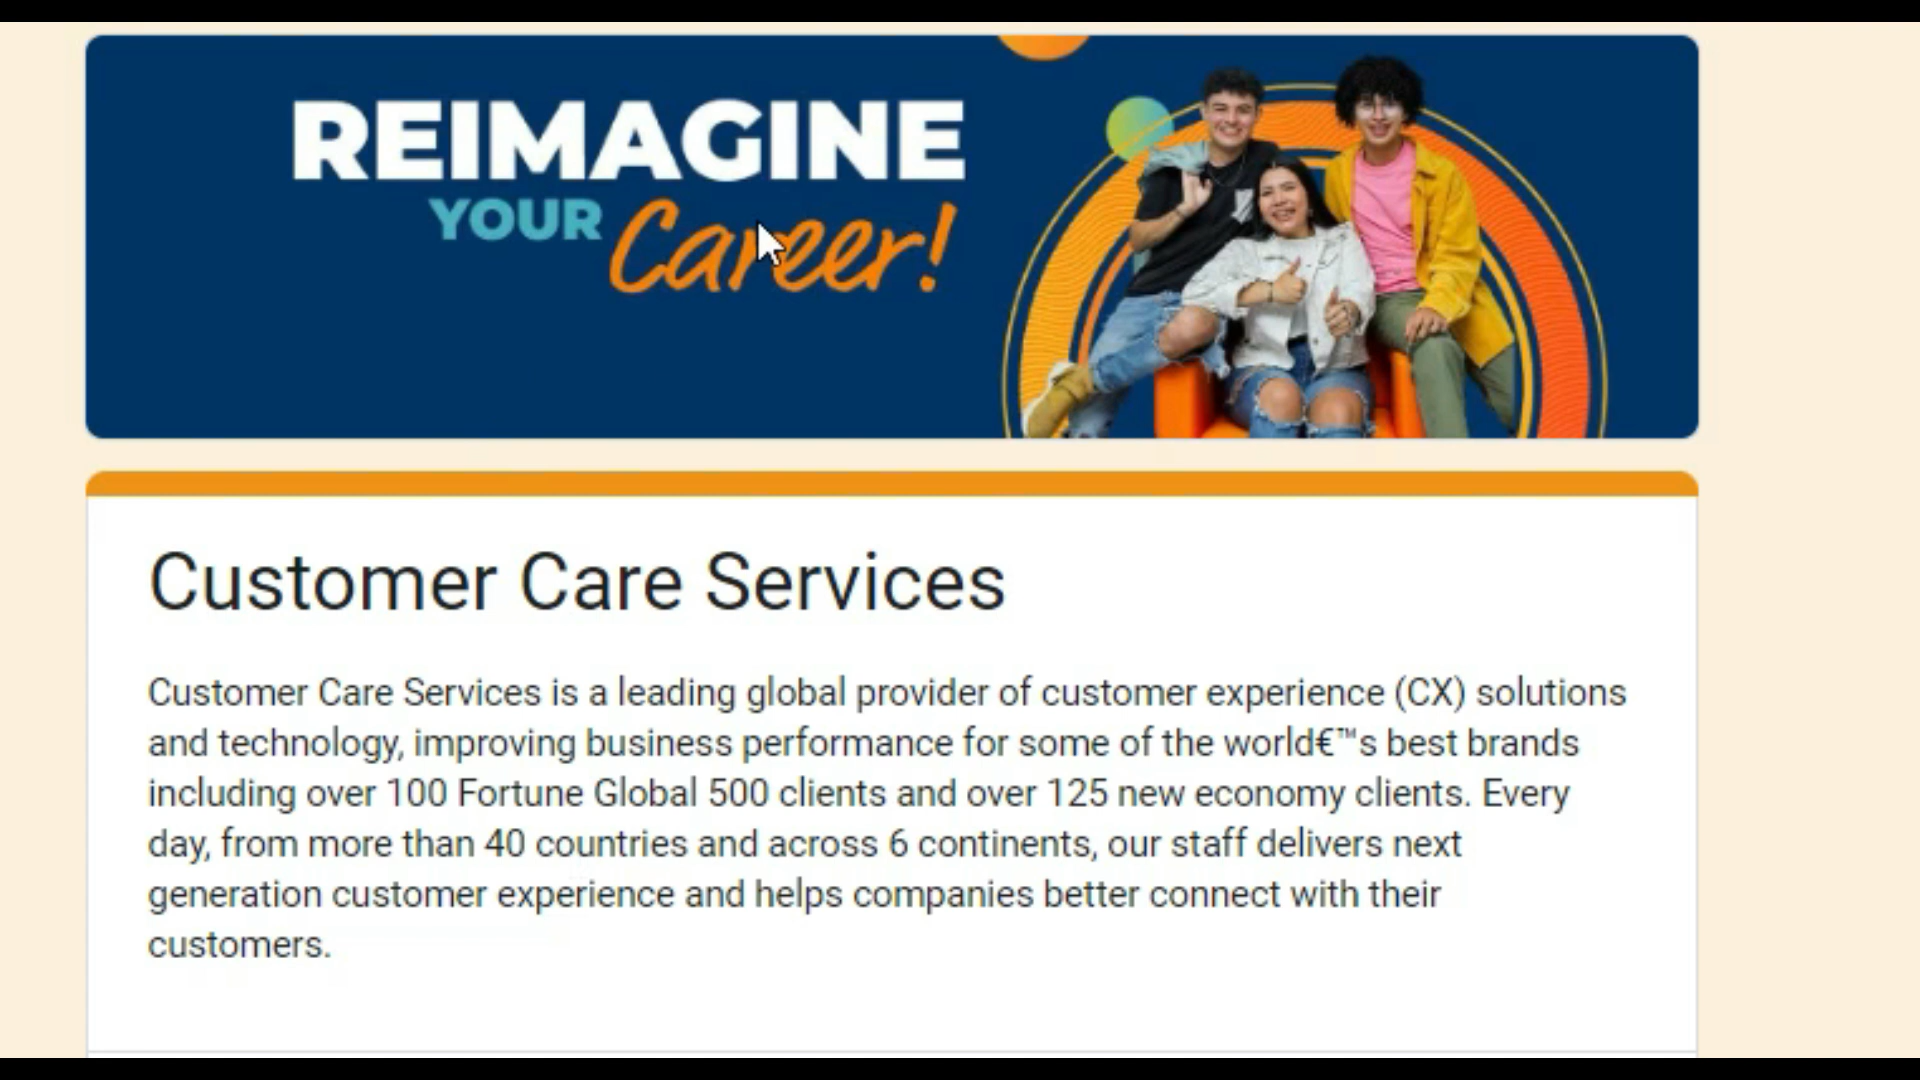 REIMAGINE
YOUR Career!
Customer Care Services
Customer Care Services is a leading global provider of customer experience (CX) solutions
and technology, improving business performance for some of the world€™s best brands
including over 100 Fortune Global 500 clients and over 125 new economy clients. Every
day, from more than 40 countries and across 6 continents, our staff delivers next
generation customer experience and helps companies better connect with their
customers.